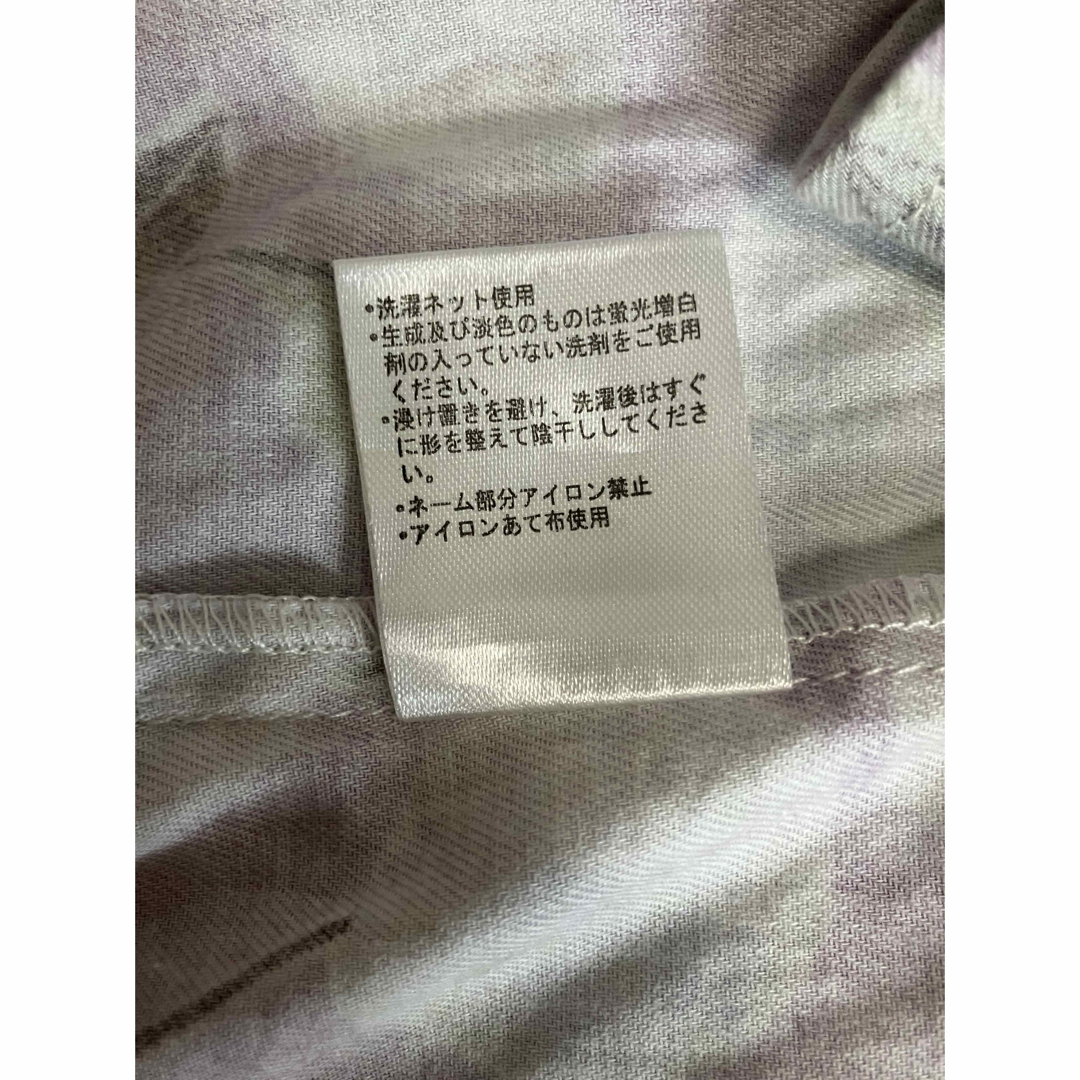 •洗濯ネット使用
•生成及び淡色のものは蛍光増白
剤の入っていない洗剤をご使用
ください。
•浸け置きを避け、洗濯後はすぐ
に形を整えて陰干ししてくださ
い。
•ネーム部分アイロン禁止
•アイロンあて布使用